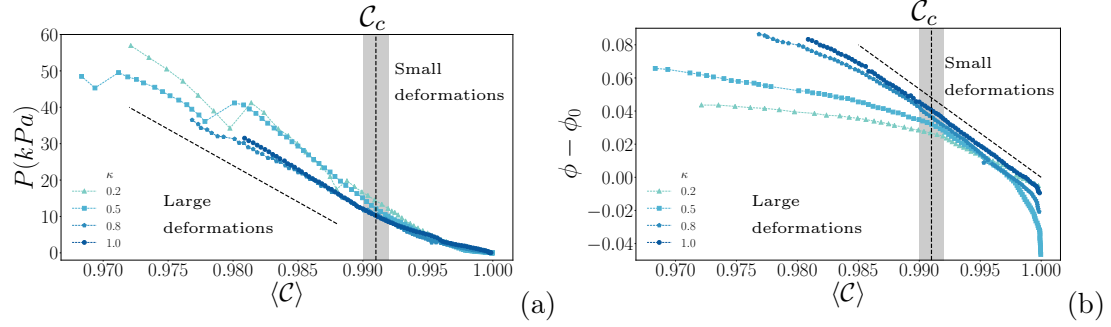 𝒞_c
60
50
40
30
20
10
0
P(kPa)
Small
deformations
κ
0.2
0.5
0.8
1.0
Large
deformations
0.970 0.975 0.980 0.985 0.990 0.995 1.000
⟨𝒞⟩
(a)
𝒞_c
0.08
0.06
0.04
0.02
0.00
−0.02
−0.04
ϕ − ϕ₀
Small
deformations
κ
0.2
0.5
0.8
1.0
Large
deformations
0.970 0.975 0.980 0.985 0.990 0.995 1.000
⟨𝒞⟩
(b)